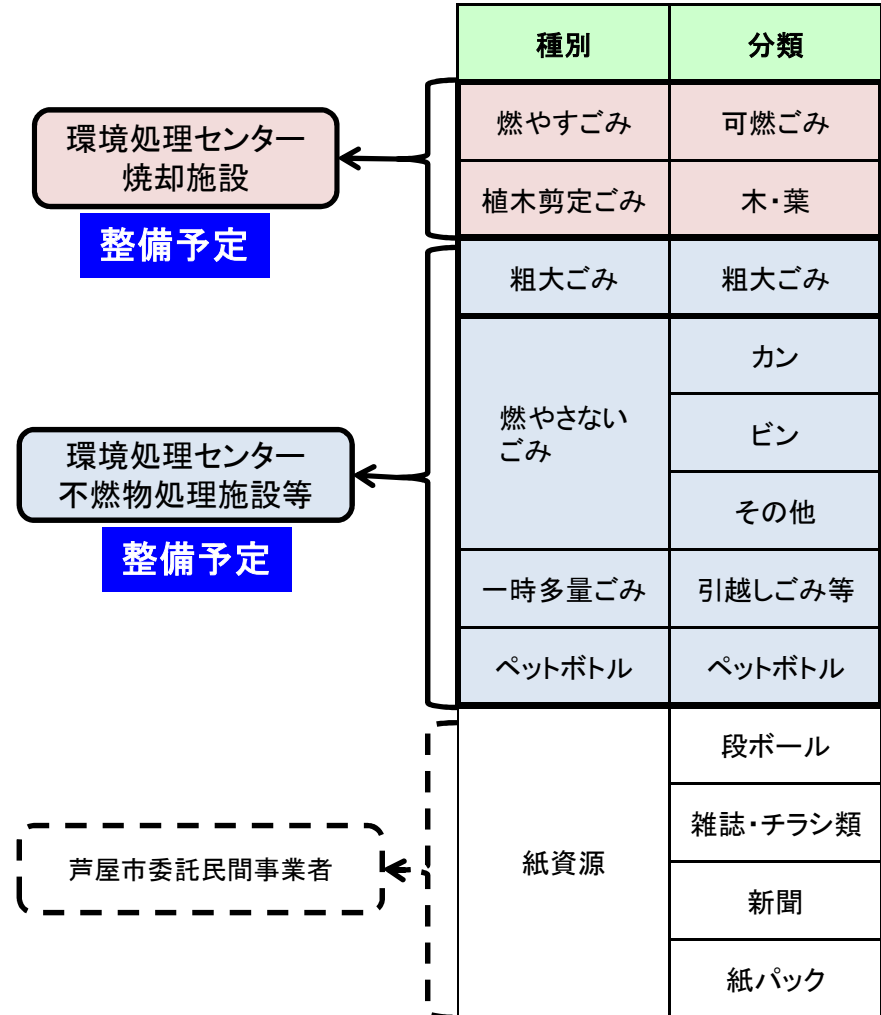 種別
分類
環境処理センター
焼却施設
整備予定
燃やすごみ
可燃ごみ
植木剪定ごみ
木・葉
環境処理センター
不燃物処理施設等
整備予定
粗大ごみ
粗大ごみ
燃やさない
ごみ
カン
ビン
その他
一時多量ごみ
引越しごみ等
ペットボトル
ペットボトル
芦屋市委託民間事業者
紙資源
段ボール
雑誌・チラシ類
新聞
紙パック